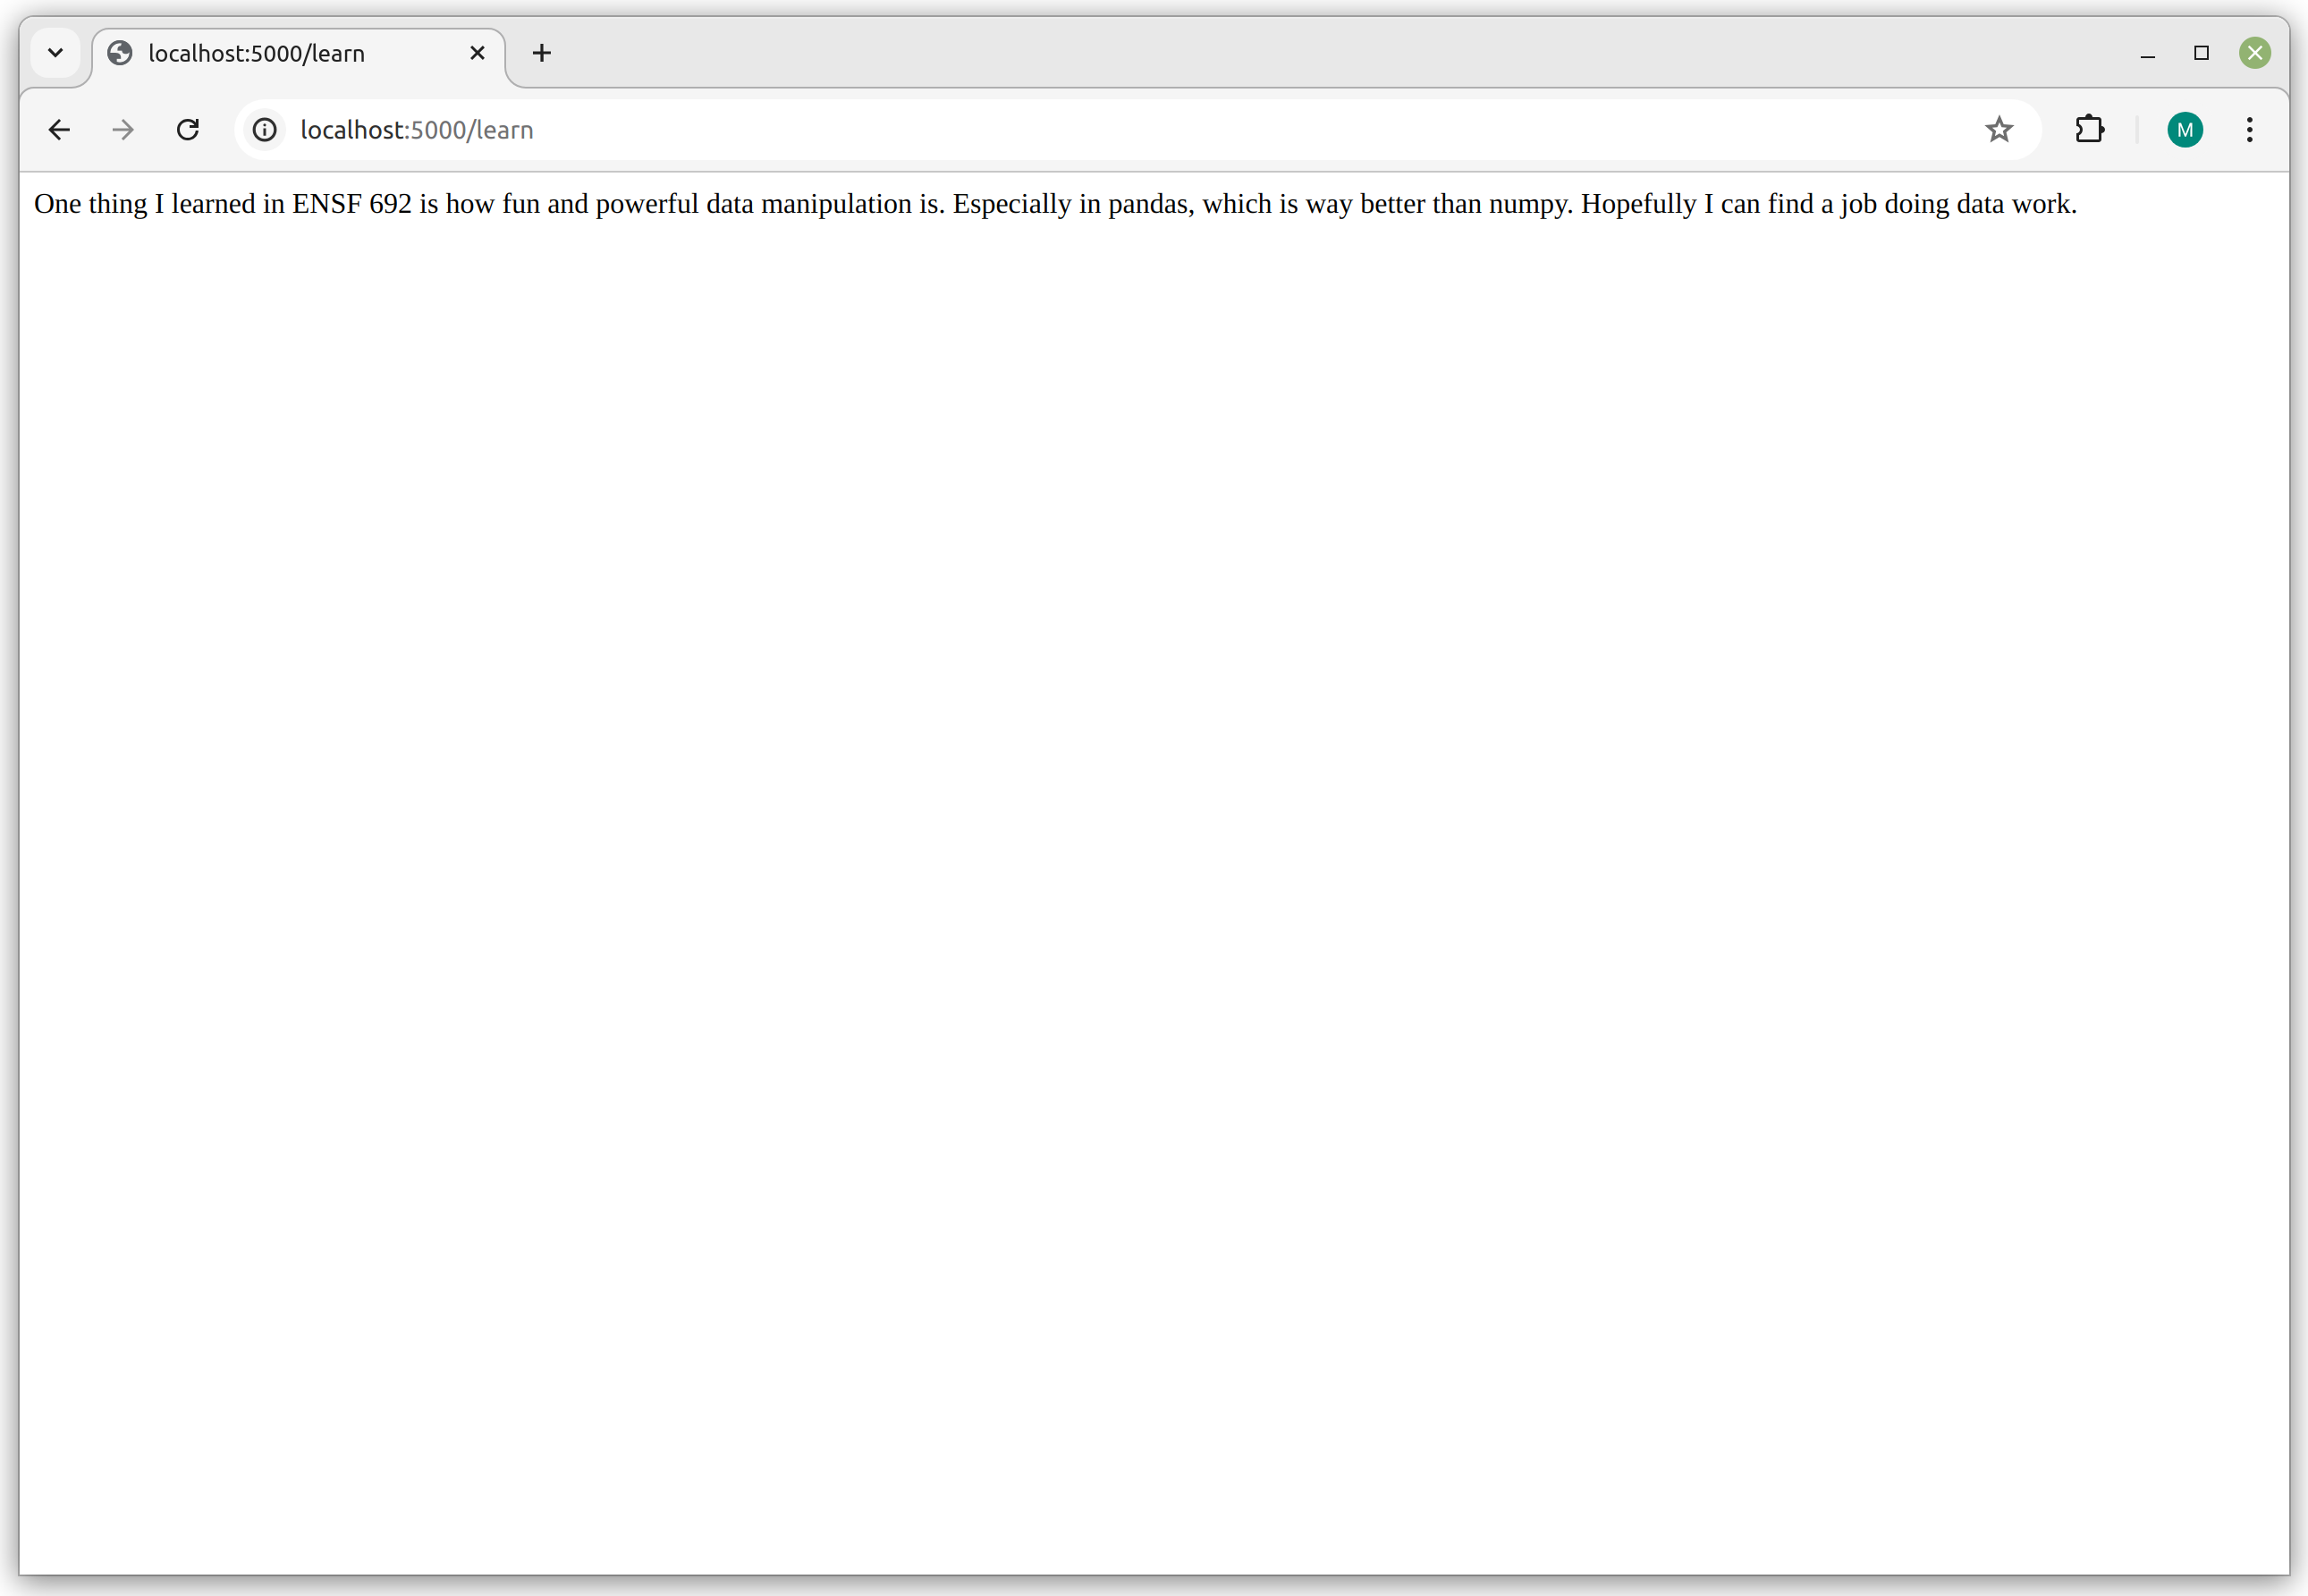 localhost:5000/learn
localhost:5000/learn
M
One thing I learned in ENSF 692 is how fun and powerful data manipulation is. Especially in pandas, which is way better than numpy. Hopefully I can find a job doing data work.